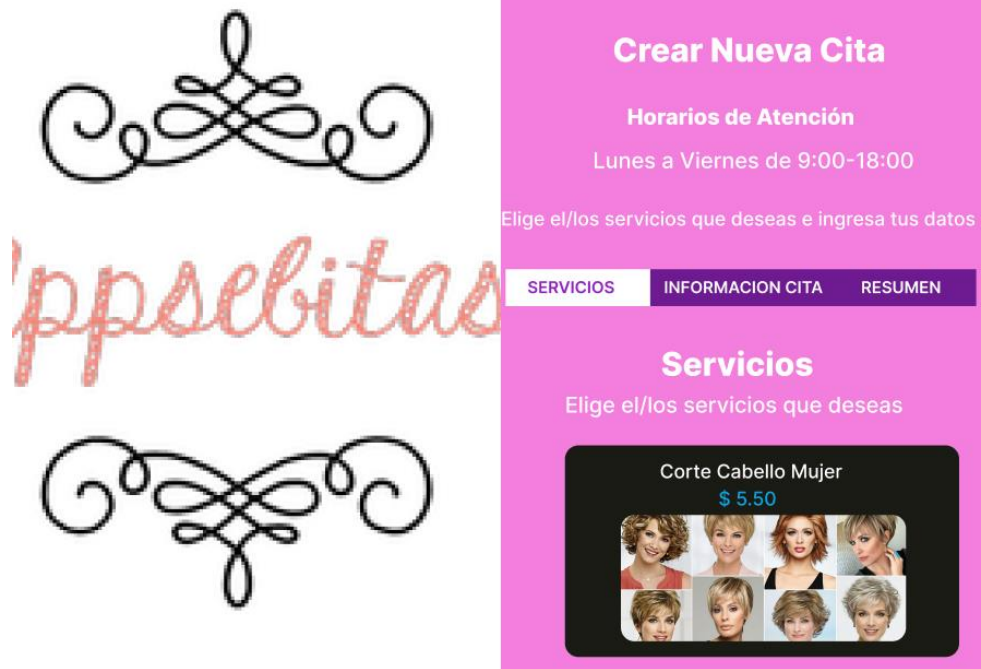 ppsebitas
Crear Nueva Cita
Horarios de Atención
Lunes a Viernes de 9:00-18:00
Elige el/los servicios que deseas e ingresa tus datos
SERVICIOS INFORMACION CITA RESUMEN
Servicios
Elige el/los servicios que deseas
Corte Cabello Mujer
$ 5.50